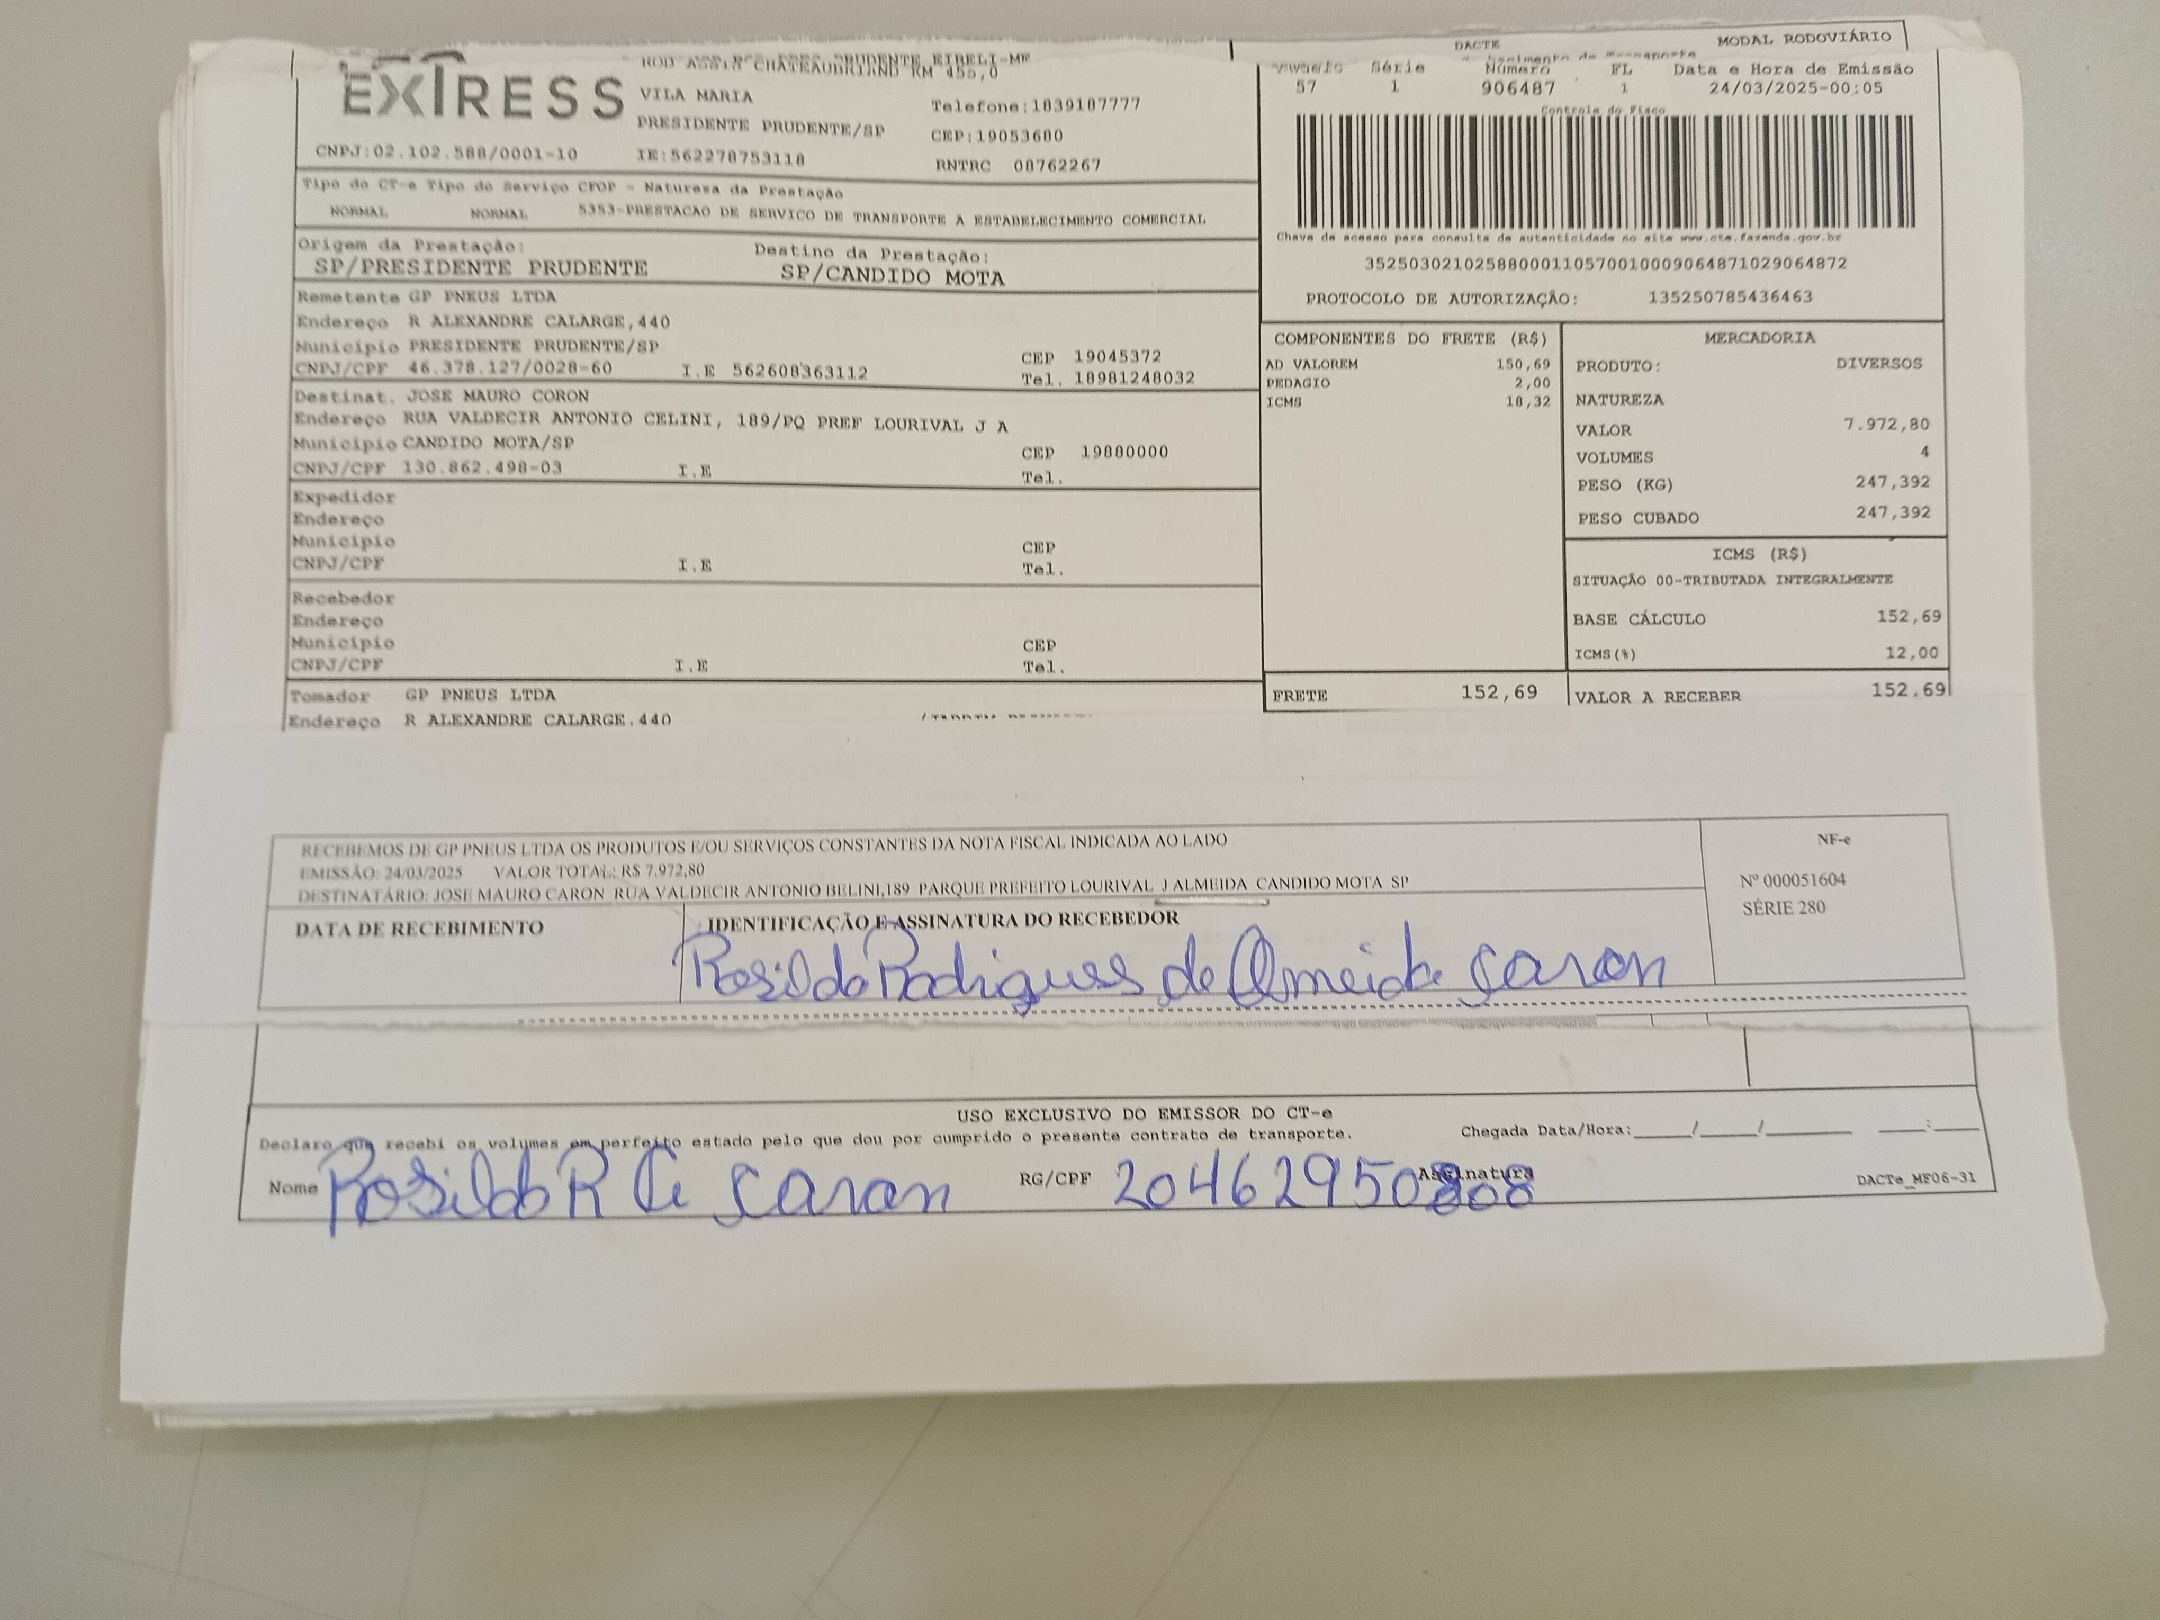 DACTE MODAL RODOVIÁRIO
EXTRESS
ROD ASSIS CHATEAUBRIAND KM 455,0
VILA MARIA Telefone:1839187777
PRESIDENTE PRUDENTE/SP CEP:19053680
CNPJ:02.102.588/0001-10 IE:562278753118 RNTRC 08762267
Série Número FL Data e Hora de Emissão
57 1 906487 1 24/03/2025-00:05
Controle do Fisco
Tipo do CT-e Tipo do Serviço CFOP - Natureza da Prestação
NORMAL NORMAL 5353-PRESTACAO DE SERVICO DE TRANSPORTE A ESTABELECIMENTO COMERCIAL
Chave de acesso para consulta de autenticidade no site www.cte.fazenda.gov.br
35250302102588000110570010009064871029064872
PROTOCOLO DE AUTORIZAÇÃO: 135250785436463
Origem da Prestação: Destino da Prestação:
SP/PRESIDENTE PRUDENTE SP/CANDIDO MOTA
Remetente GP PNEUS LTDA
Endereço R ALEXANDRE CALARGE,440
Município PRESIDENTE PRUDENTE/SP CEP 19045372
CNPJ/CPF 46.378.127/0028-60 I.E 562608363112 Tel. 18981248032
Destinat. JOSE MAURO CORON
Endereço RUA VALDECIR ANTONIO CELINI, 189/PQ PREF LOURIVAL J A
Município CANDIDO MOTA/SP CEP 19880000
CNPJ/CPF 130.862.498-03 I.E Tel.
Expedidor
Endereço
Município CEP
CNPJ/CPF I.E Tel.
Recebedor
Endereço
Município CEP
CNPJ/CPF I.E Tel.
Tomador GP PNEUS LTDA
Endereço R ALEXANDRE CALARGE,440
COMPONENTES DO FRETE (R$)
AD VALOREM 150,69
PEDAGIO 2,00
ICMS 18,32
FRETE 152,69
MERCADORIA
PRODUTO: DIVERSOS
NATUREZA
VALOR 7.972,80
VOLUMES 4
PESO (KG) 247,392
PESO CUBADO 247,392
ICMS (R$)
SITUAÇÃO 00-TRIBUTADA INTEGRALMENTE
BASE CÁLCULO 152,69
ICMS(%) 12,00
VALOR A RECEBER 152,69
RECEBEMOS DE GP PNEUS LTDA OS PRODUTOS E/OU SERVIÇOS CONSTANTES DA NOTA FISCAL INDICADA AO LADO
EMISSÃO: 24/03/2025 VALOR TOTAL: R$ 7.972,80
DESTINATÁRIO: JOSE MAURO CARON RUA VALDECIR ANTONIO BELINI,189 PARQUE PREFEITO LOURIVAL J ALMEIDA CANDIDO MOTA SP
NF-e
Nº 000051604
SÉRIE 280
DATA DE RECEBIMENTO IDENTIFICAÇÃO E ASSINATURA DO RECEBEDOR
Rosilda Rodrigues de Almeida Caron
USO EXCLUSIVO DO EMISSOR DO CT-e
Declaro que recebi os volumes em perfeito estado pelo que dou por cumprido o presente contrato de transporte. Chegada Data/Hora:_____/_____/________ ____:____
Nome Rosilda R Caron RG/CPF 20462950808 Assinatura DACTe_MF06-31